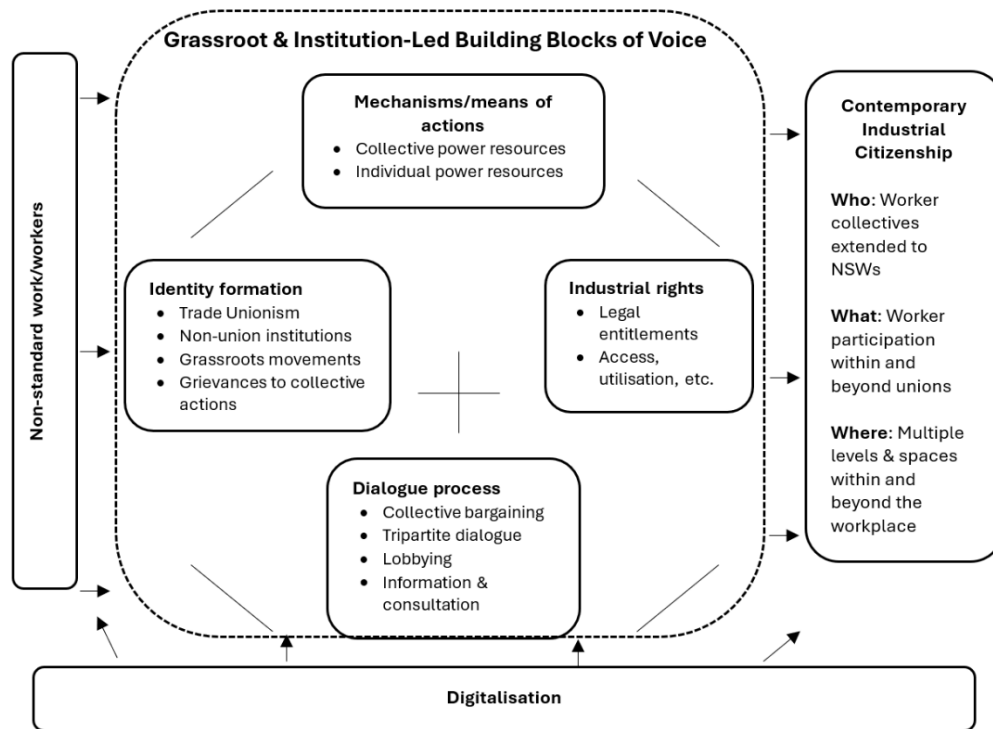 Grassroot & Institution-Led Building Blocks of Voice
Non-standard work/workers
Mechanisms/means of
actions
• Collective power resources
• Individual power resources
Identity formation
• Trade Unionism
• Non-union institutions
• Grassroots movements
• Grievances to collective
actions
Industrial rights
• Legal
entitlements
• Access,
utilisation, etc.
Dialogue process
• Collective bargaining
• Tripartite dialogue
• Lobbying
• Information &
consultation
Contemporary
Industrial
Citizenship
Who: Worker
collectives
extended to
NSWs
What: Worker
participation
within and
beyond unions
Where: Multiple
levels & spaces
within and
beyond the
workplace
Digitalisation